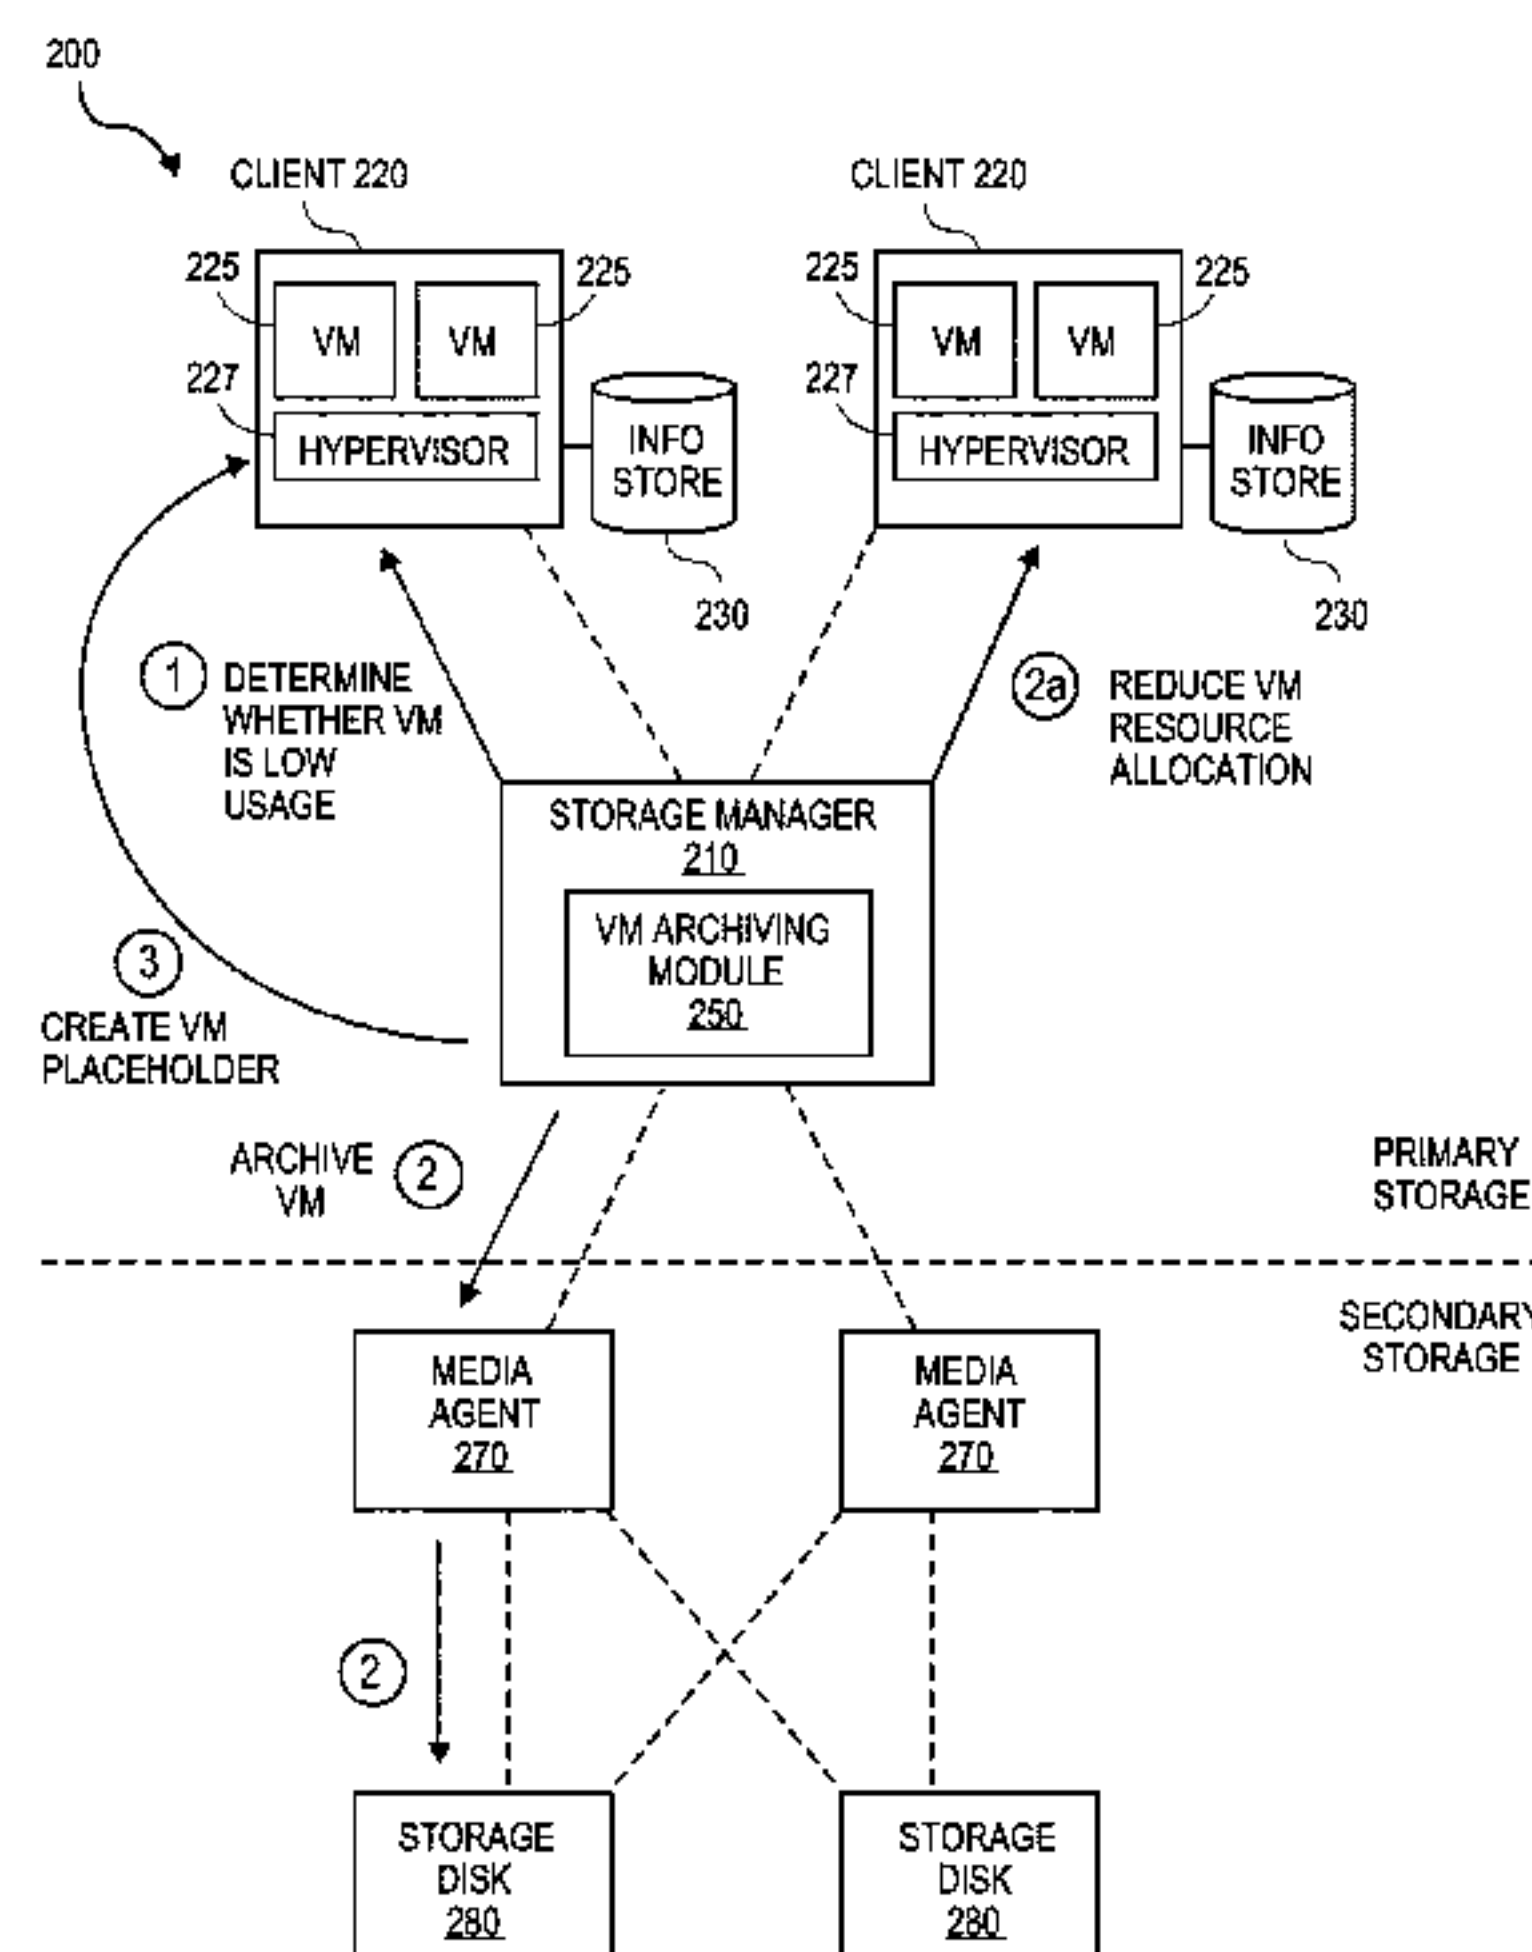 200
CLIENT 220
CLIENT 220
225
225
225
225
VM
VM
VM
VM
227
227
HYPERVISOR
HYPERVISOR
INFO
STORE
INFO
STORE
230
230
1
DETERMINE
WHETHER VM
IS LOW
USAGE
2a
REDUCE VM
RESOURCE
ALLOCATION
STORAGE MANAGER
210
VM ARCHIVING
MODULE
250
3
CREATE VM
PLACEHOLDER
ARCHIVE
VM
2
PRIMARY
STORAGE
SECONDARY
STORAGE
MEDIA
AGENT
270
MEDIA
AGENT
270
2
STORAGE
DISK
280
STORAGE
DISK
280